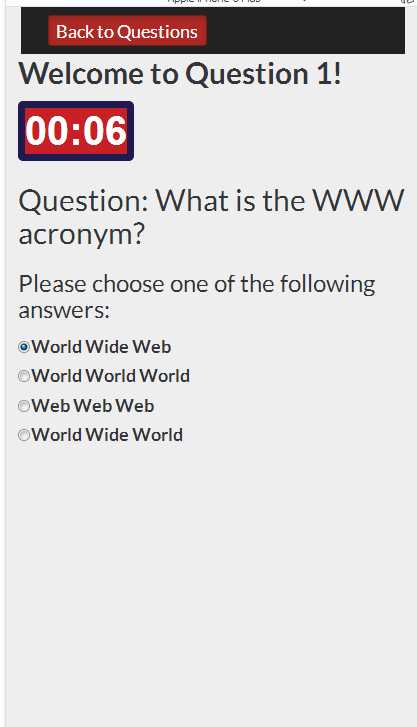 Back to Questions
Welcome to Question 1!
00:06
Question: What is the WWW
acronym?
Please choose one of the following
answers:
World Wide Web
World World World
Web Web Web
World Wide World